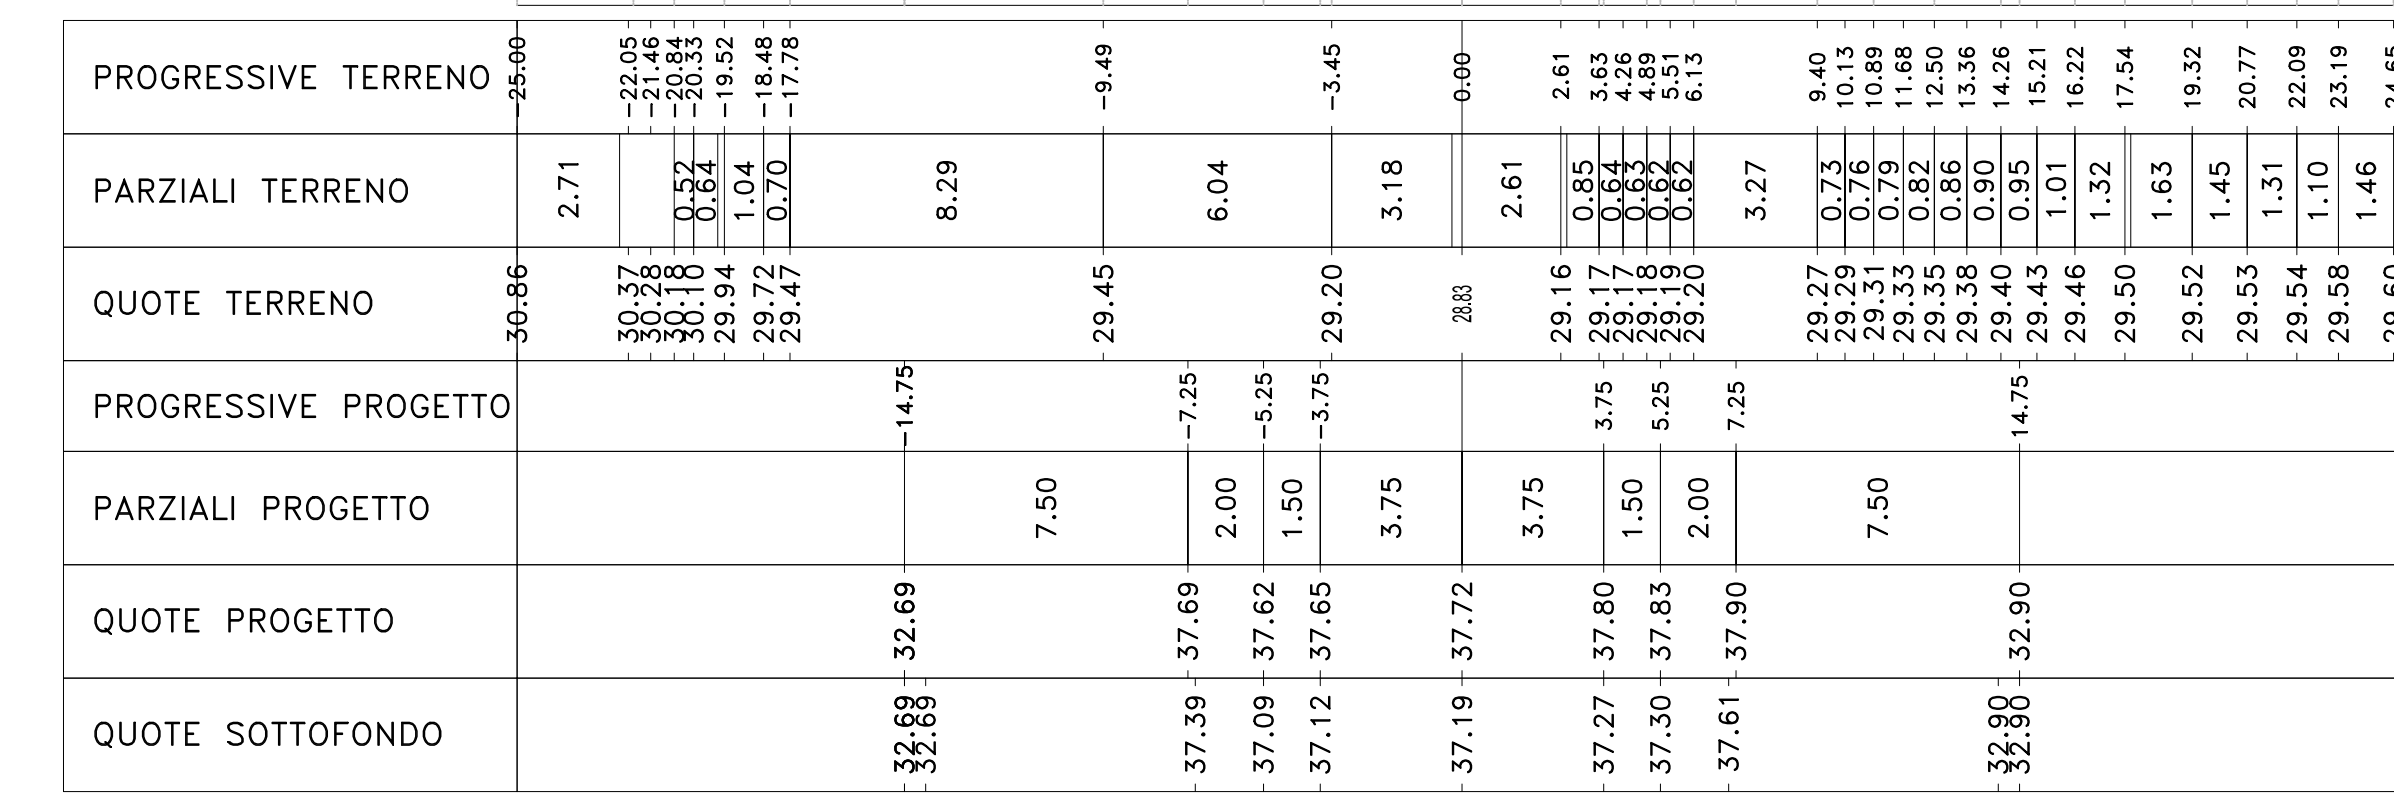 PROGRESSIVE TERRENO -25.00 -22.05 -21.46 -20.84 -20.33 -19.52 -18.48 -17.78 -9.49 -3.45 0.00 2.61 3.63 4.26 4.89 5.51 6.13 9.40 10.13 10.89 11.68 12.50 13.36 14.26 15.21 16.22 17.54 19.32 20.77 22.09 23.19
PARZIALI TERRENO 2.71 0.52 0.64 1.04 0.70 8.29 6.04 3.18 2.61 0.85 0.64 0.63 0.62 0.62 3.27 0.73 0.76 0.79 0.82 0.86 0.90 0.95 1.01 1.32 1.63 1.45 1.31 1.10 1.46
QUOTE TERRENO 30.86 30.37 30.28 30.18 30.10 29.94 29.72 29.47 29.45 29.20 28.83 29.16 29.17 29.17 29.18 29.19 29.20 29.27 29.29 29.31 29.33 29.35 29.38 29.40 29.43 29.46 29.50 29.52 29.53 29.54 29.58
PROGRESSIVE PROGETTO -14.75 -7.25 -5.25 -3.75 3.75 5.25 7.25 14.75
PARZIALI PROGETTO 7.50 2.00 1.50 3.75 3.75 1.50 2.00 7.50
QUOTE PROGETTO 32.69 37.69 37.62 37.65 37.72 37.80 37.83 37.90 32.90
QUOTE SOTTOFONDO 32.69 32.69 37.39 37.09 37.12 37.19 37.27 37.30 37.61 32.90 32.90